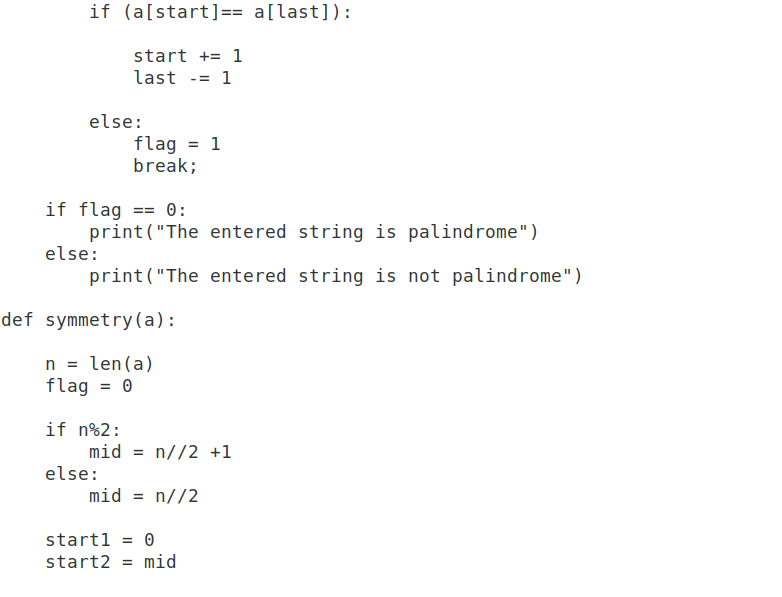 if (a[start]== a[last]):
            start += 1
            last -= 1
        else:
            flag = 1
            break;
    if flag == 0:
        print("The entered string is palindrome")
    else:
        print("The entered string is not palindrome")
def symmetry(a):
    n = len(a)
    flag = 0
    if n%2:
        mid = n//2 +1
    else:
        mid = n//2
    start1 = 0
    start2 = mid